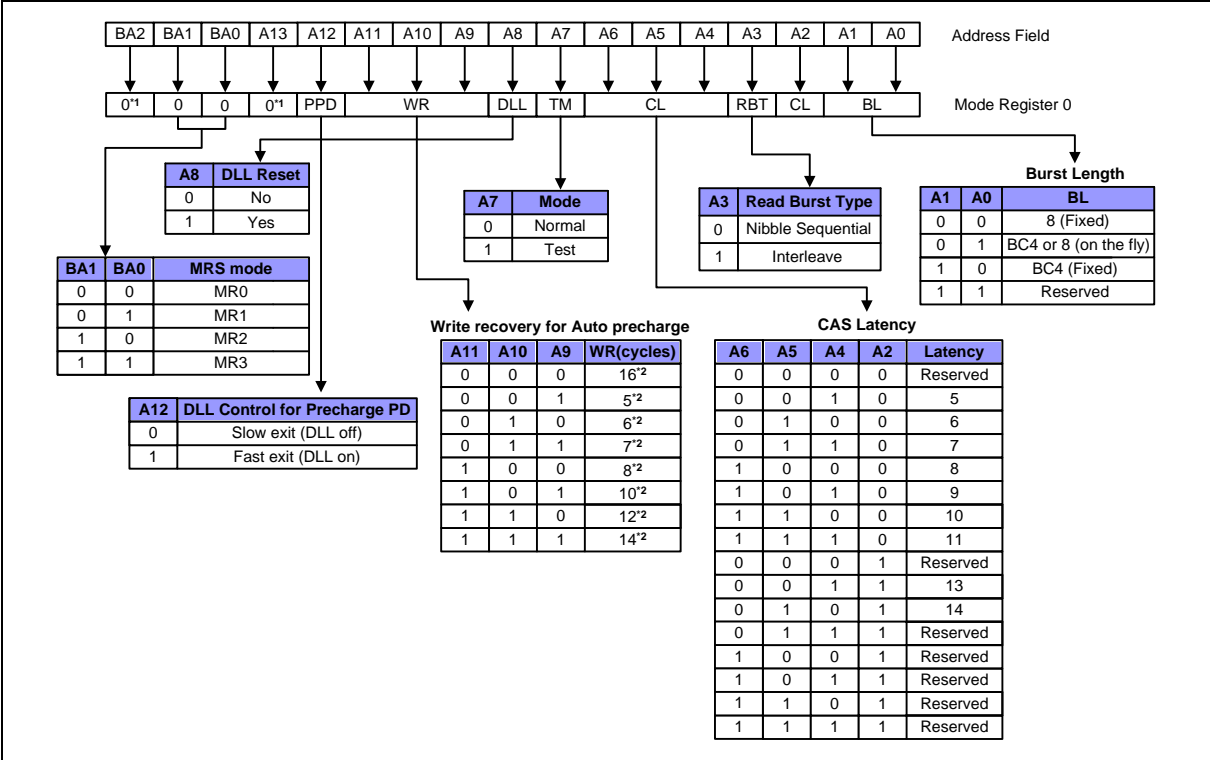 BA2 BA1 BA0 A13 A12 A11 A10 A9 A8 A7 A6 A5 A4 A3 A2 A1 A0 Address Field
0*1 0 0 0*1 PPD WR DLL TM CL RBT CL BL Mode Register 0
A8 DLL Reset
0 No
1 Yes
A7 Mode
0 Normal
1 Test
A3 Read Burst Type
0 Nibble Sequential
1 Interleave
Burst Length
A1 A0 BL
0 0 8 (Fixed)
0 1 BC4 or 8 (on the fly)
1 0 BC4 (Fixed)
1 1 Reserved
BA1 BA0 MRS mode
0 0 MR0
0 1 MR1
1 0 MR2
1 1 MR3
A12 DLL Control for Precharge PD
0 Slow exit (DLL off)
1 Fast exit (DLL on)
Write recovery for Auto precharge
A11 A10 A9 WR(cycles)
0 0 0 16*2
0 0 1 5*2
0 1 0 6*2
0 1 1 7*2
1 0 0 8*2
1 0 1 10*2
1 1 0 12*2
1 1 1 14*2
CAS Latency
A6 A5 A4 A2 Latency
0 0 0 0 Reserved
0 0 1 0 5
0 1 0 0 6
0 1 1 0 7
1 0 0 0 8
1 0 1 0 9
1 1 0 0 10
1 1 1 0 11
0 0 0 1 Reserved
0 0 1 1 13
0 1 0 1 14
0 1 1 1 Reserved
1 0 0 1 Reserved
1 0 1 1 Reserved
1 1 0 1 Reserved
1 1 1 1 Reserved